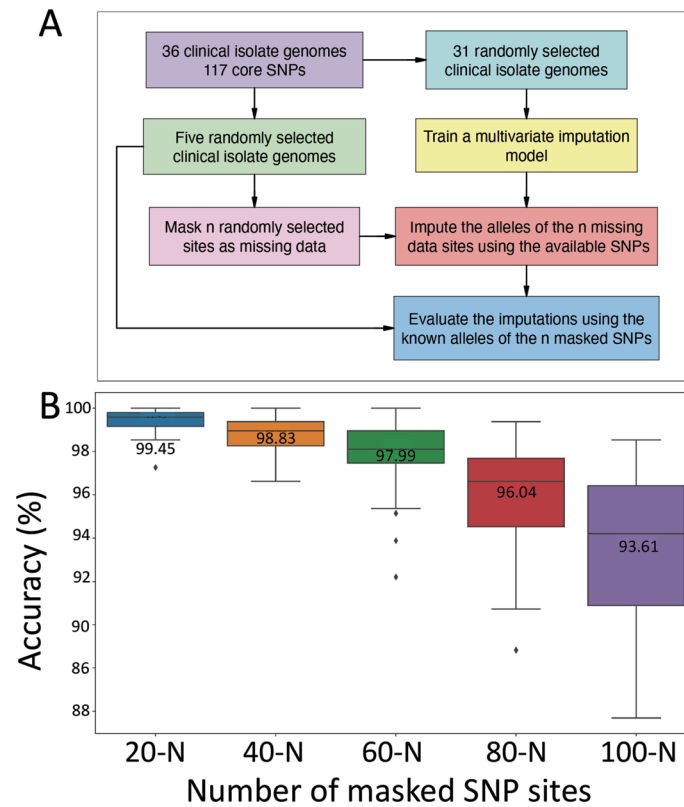 A
36 clinical isolate genomes
117 core SNPs
31 randomly selected
clinical isolate genomes
Five randomly selected
clinical isolate genomes
Train a multivariate imputation
model
Mask n randomly selected
sites as missing data
Impute the alleles of the n missing
data sites using the available SNPs
Evaluate the imputations using the
known alleles of the n masked SNPs
B
Accuracy (%)
100
98
96
94
92
90
86
88
99.45
98.83
97.99
96.04
93.61
20-N
40-N
60-N
80-N
100-N
Number of masked SNP sites